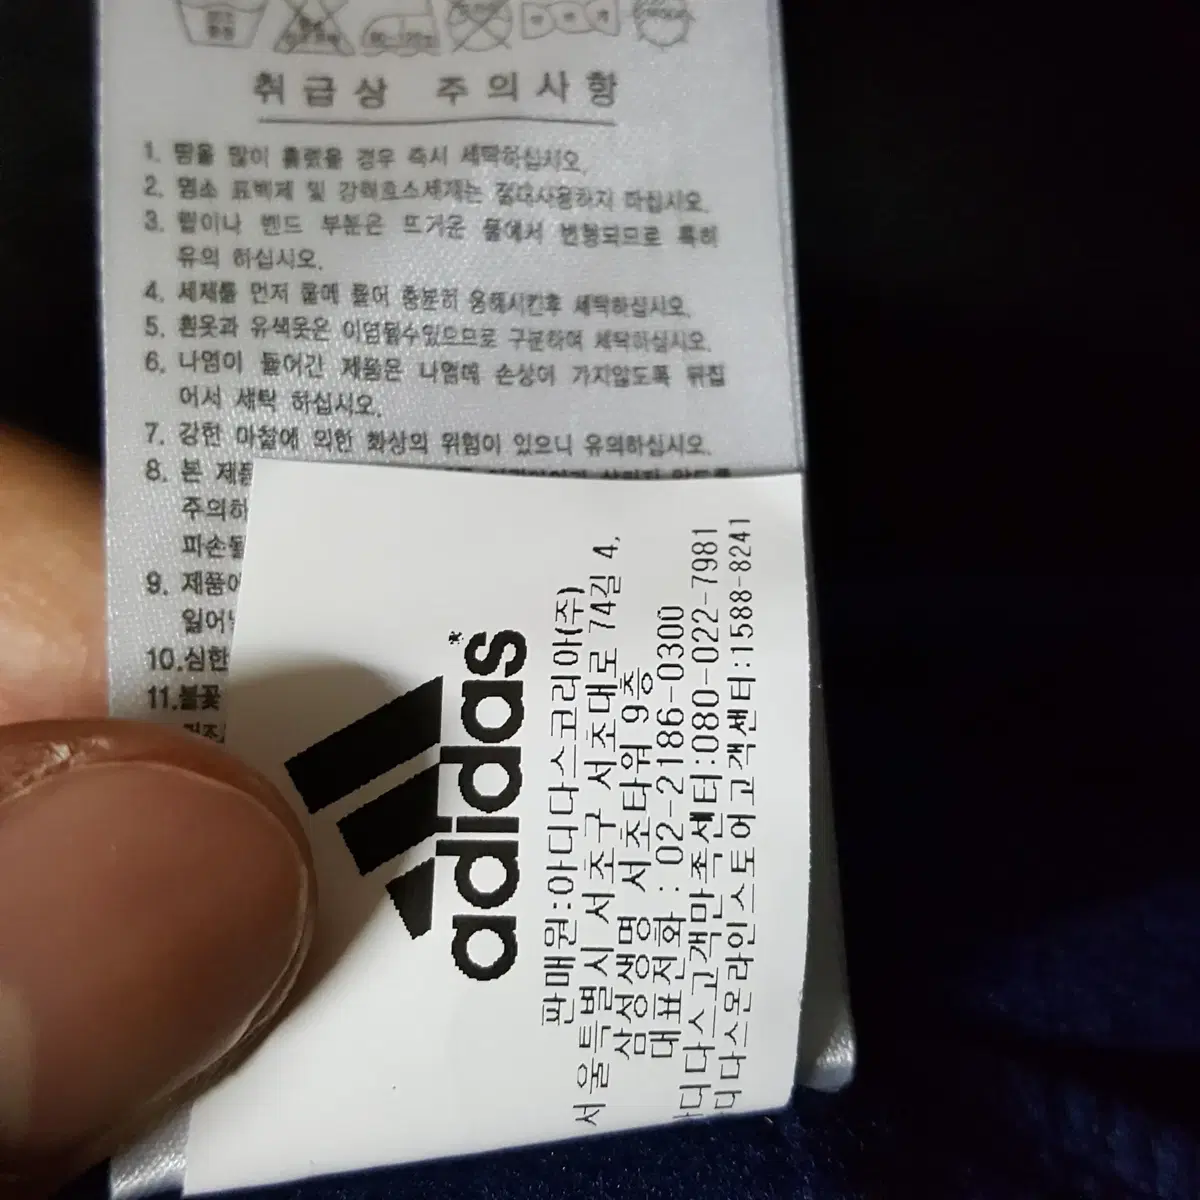 취급상 주의사항
1. 땀을 많이 흘렸을 경우 즉시 세탁하십시오.
2. 염소 표백제 및 강하효소세제는 절대사용하지 마십시오.
3. 립이나 밴드 부분은 뜨거운 물에서 변형되므로 특히
유의 하십시오.
4. 세제를 먼저 물에 풀어 충분히 용해시킨후 세탁하십시오.
5. 흰옷과 유색옷은 이염될수있으므로 구분하여 세탁하십시오.
6. 나염이 들어간 제품은 나염에 손상이 가지않도록 뒤집
어서 세탁 하십시오.
7. 강한 마찰에 의한 화상의 위험이 있으니 유의하십시오.
8. 본 제품
주의하
피손될
9. 제품이
일어
10.심한
11.불꽃
건조
adidas
판매원:아디다스코리아(주)
서울특별시 서초구 서초대로 74길 4,
삼성생명 서초타워 9층
대표전화 : 02-2186-0300
아디다스고객만족센터:080-022-7981
디다스온라인스토어고객센터:1588-8241